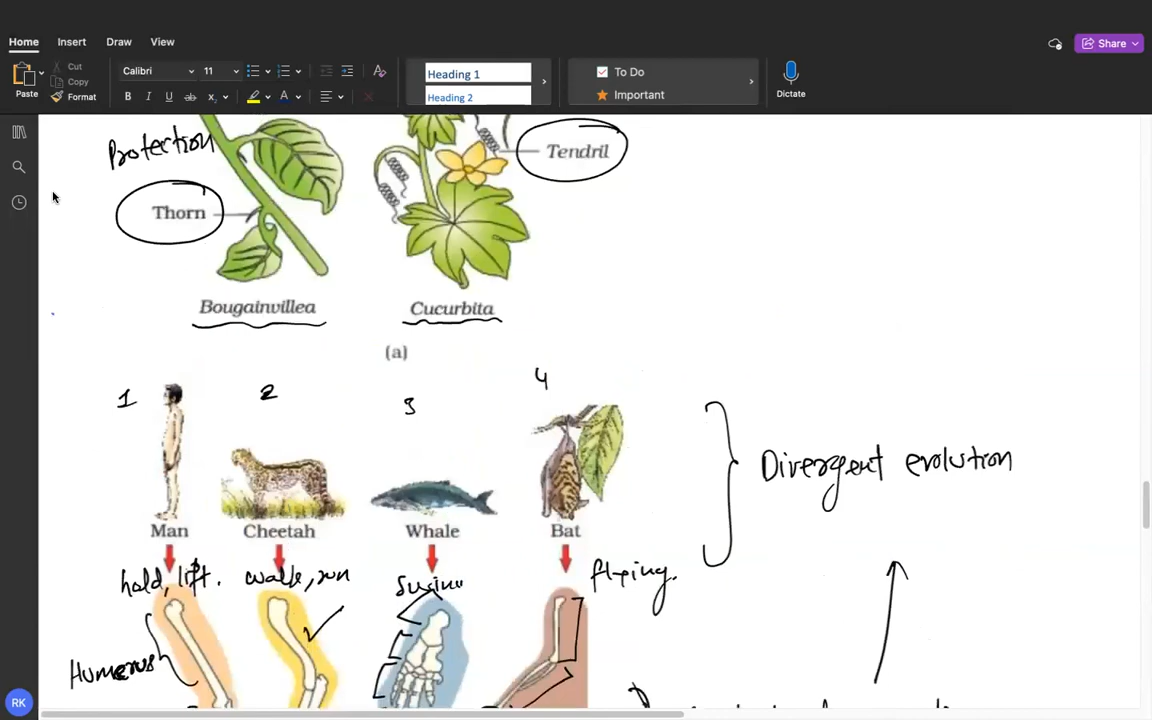 Home Insert Draw View
Share
Paste
Cut
Copy
Format
Calibri 11
B I U ab
Heading 1
Heading 2
To Do
Important
Dictate
Protection
Tendril
Thorn
Bougainvillea
Cucurbita
(a)
1 2 3 4
Divergent evolution
Man Cheetah Whale Bat
hold, lift. walk, run flying.
Humerus
RK